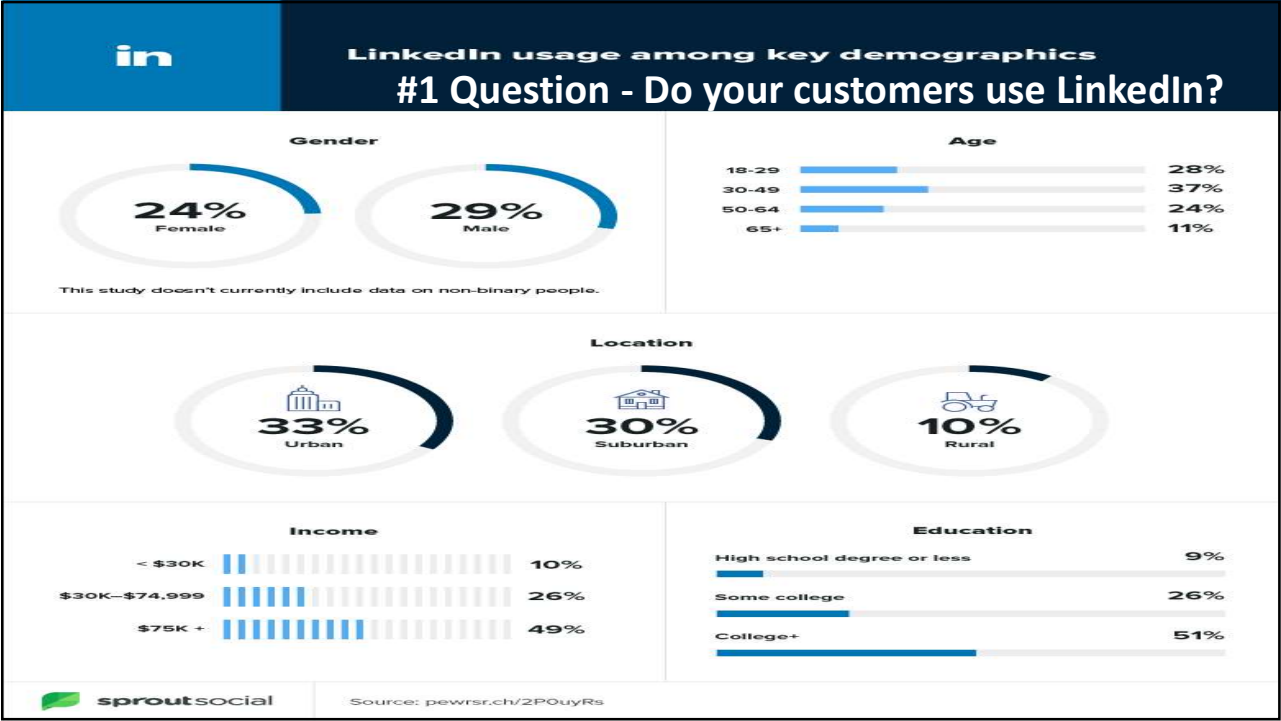 in
LinkedIn usage among key demographics
#1 Question - Do your customers use LinkedIn?
Gender
24%
Female
29%
Male
This study doesn't currently include data on non-binary people.
Age
18-29 28%
30-49 37%
50-64 24%
65+ 11%
Location
33%
Urban
30%
Suburban
10%
Rural
Income
< $30K 10%
$30K–$74,999 26%
$75K + 49%
Education
High school degree or less 9%
Some college 26%
College+ 51%
sproutsocial
Source: pewrsr.ch/2P0uyRs